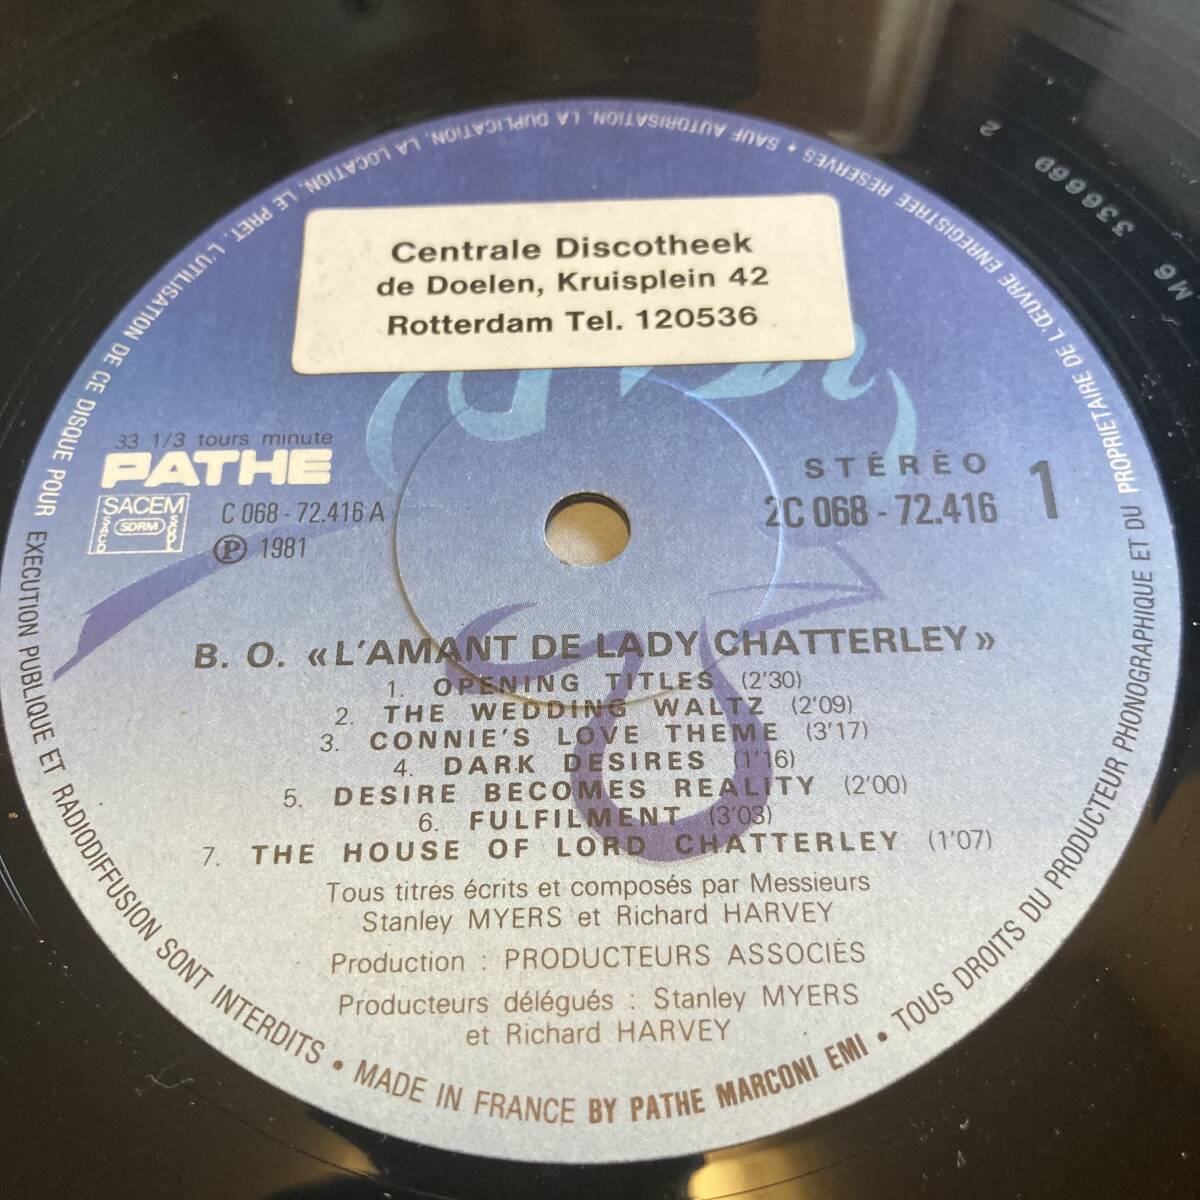 Centrale Discotheek
de Doelen, Kruisplein 42
Rotterdam Tel. 120536
33 1/3 tours minute
PATHE
SACEM
SACD SDRM SGDL
C 068 - 72.416 A
℗ 1981
STÉRÉO
2C 068 - 72.416
1
B. O. «L'AMANT DE LADY CHATTERLEY»
1. OPENING TITLES (2'30)
2. THE WEDDING WALTZ (2'09)
3. CONNIE'S LOVE THEME (3'17)
4. DARK DESIRES (1'16)
5. DESIRE BECOMES REALITY (2'00)
6. FULFILMENT (3'03)
7. THE HOUSE OF LORD CHATTERLEY (1'07)
Tous titres écrits et composés par Messieurs
Stanley MYERS et Richard HARVEY
Production : PRODUCTEURS ASSOCIÉS
Producteurs délégués : Stanley MYERS
et Richard HARVEY
TOUS DROITS DU PRODUCTEUR PHONOGRAPHIQUE ET DU PROPRIETAIRE DE L'ŒUVRE ENREGISTREE RESERVES • SAUF AUTORISATION, LA DUPLICATION, LA LOCATION, LE PRET, L'UTILISATION DE CE DISQUE POUR EXECUTION PUBLIQUE ET RADIODIFFUSION SONT INTERDITS • MADE IN FRANCE BY PATHE MARCONI EMI •
M6 336669 2